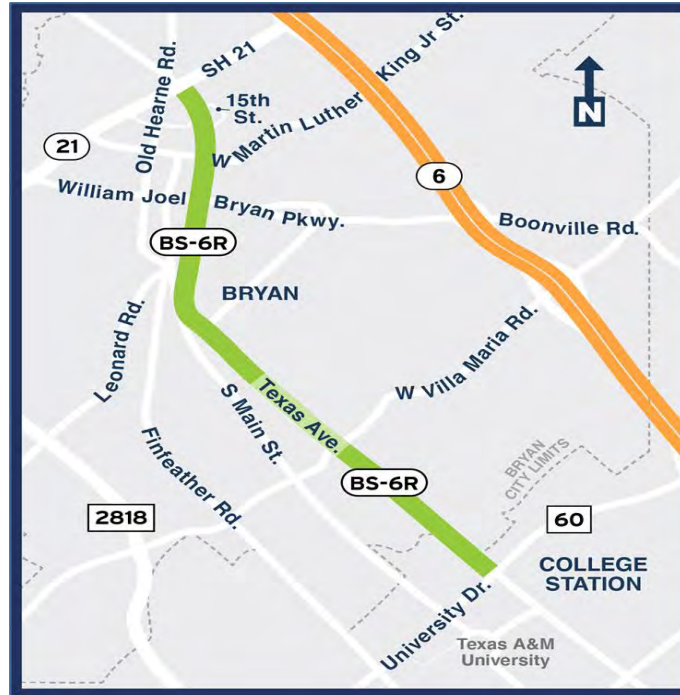 SH 21
Old Hearne Rd.
15th
St.
W Martin Luther King Jr St.
N
21
6
William Joel Bryan Pkwy.
Boonville Rd.
BS-6R
BRYAN
Leonard Rd.
W Villa Maria Rd.
Texas Ave.
S Main St.
Finfeather Rd.
BS-6R
BRYAN
CITY LIMITS
2818
60
COLLEGE
STATION
University Dr.
Texas A&M
University